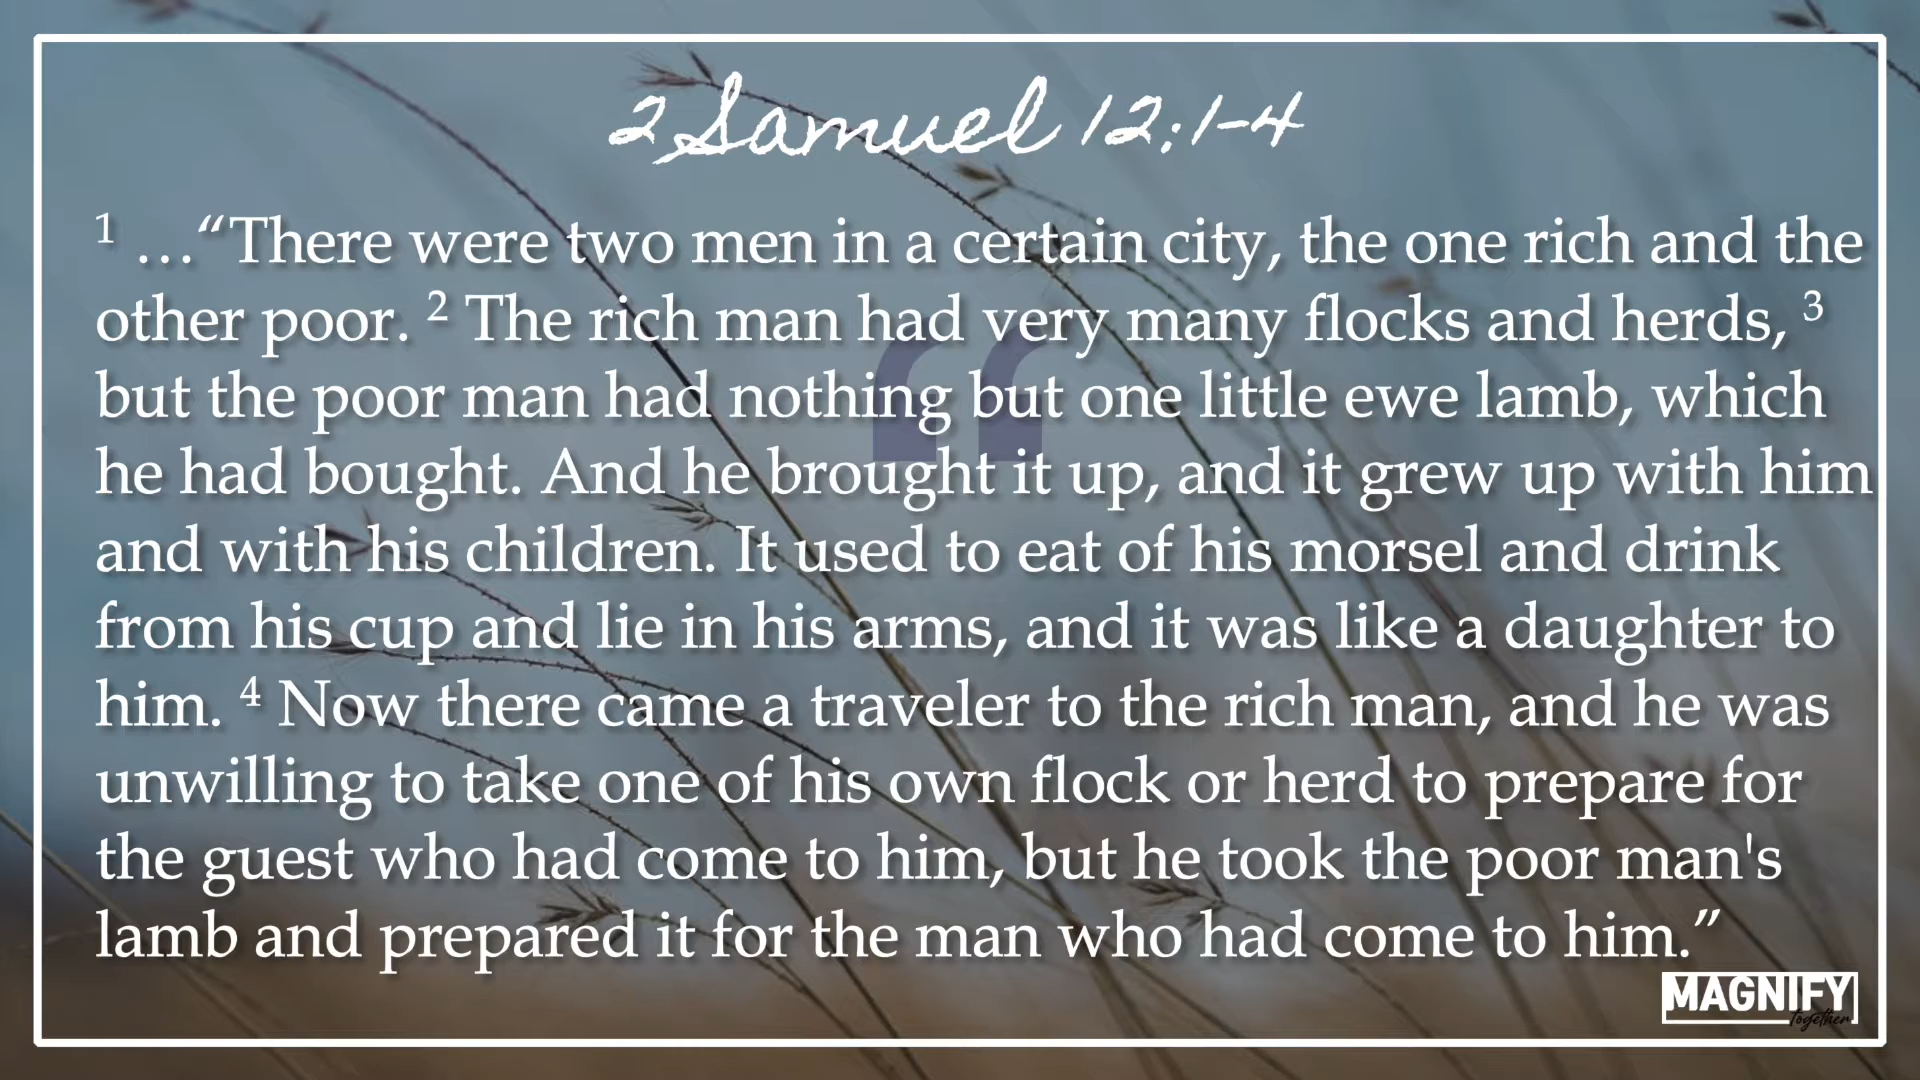 2 Samuel 12:1-4
1 …“There were two men in a certain city, the one rich and the
other poor. 2 The rich man had very many flocks and herds, 3
but the poor man had nothing but one little ewe lamb, which
he had bought. And he brought it up, and it grew up with him
and with his children. It used to eat of his morsel and drink
from his cup and lie in his arms, and it was like a daughter to
him. 4 Now there came a traveler to the rich man, and he was
unwilling to take one of his own flock or herd to prepare for
the guest who had come to him, but he took the poor man's
lamb and prepared it for the man who had come to him.”
MAGNIFY
together